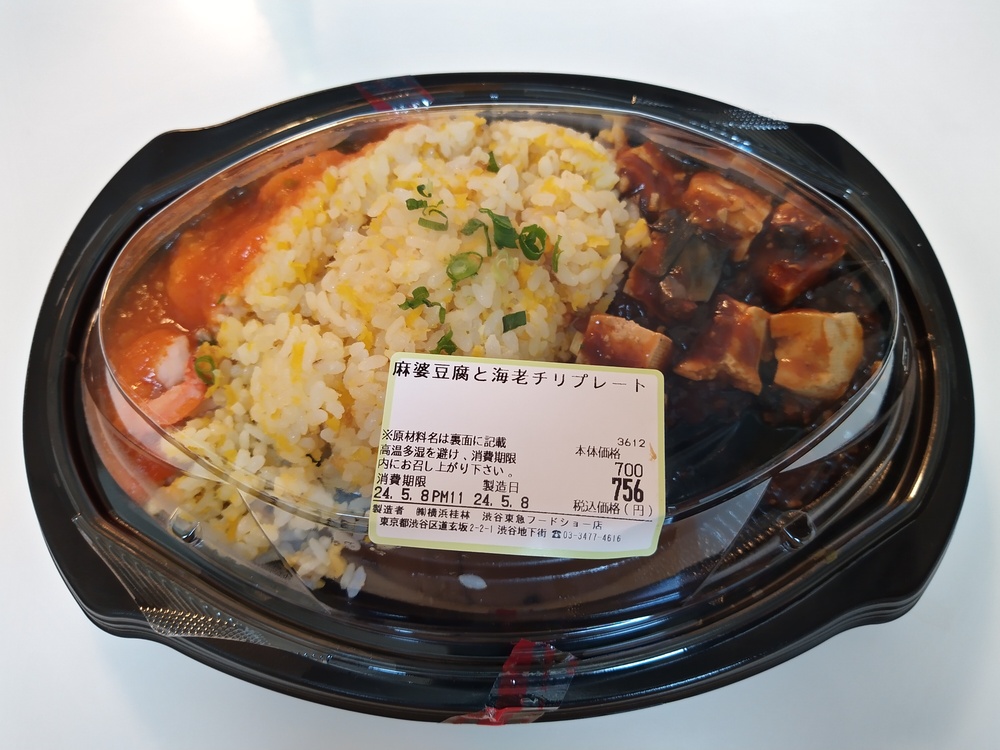 麻婆豆腐と海老チリプレート
※原材料名は裏面に記載 3612
高温多湿を避け、消費期限 本体価格
内にお召し上がり下さい。 700
消費期限 製造日 756
24. 5. 8PM11 24. 5. 8 税込価格(円)
製造者 ㈱横浜桂林 渋谷東急フードショー店
東京都渋谷区道玄坂2-2-1 渋谷地下街 ☎03-3477-4616